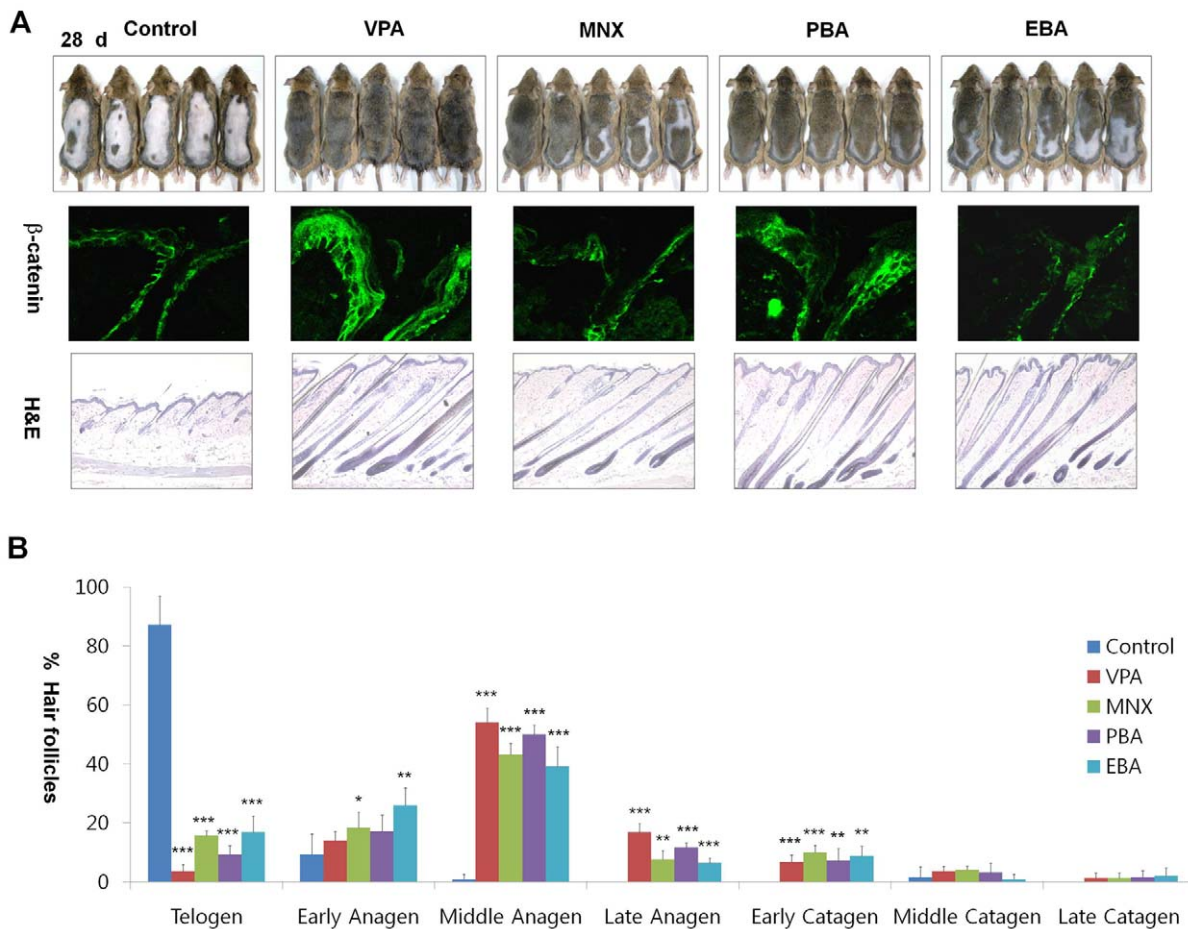 A
28 d
Control VPA MNX PBA EBA
β-catenin
H&E
B
% Hair follicles
100
80
60
40
20
0
*** *** *** ***
* **
*** *** *** ***
*** ** *** ***
*** *** ** **
Control
VPA
MNX
PBA
EBA
Telogen Early Anagen Middle Anagen Late Anagen Early Catagen Middle Catagen Late Catagen